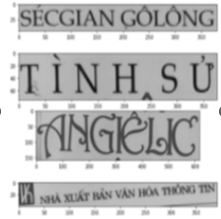 SÉCGIAN GÔLÔNG
TÌNH SỬ
ANGIÊLIC
NHÀ XUẤT BẢN VĂN HÓA THÔNG TIN